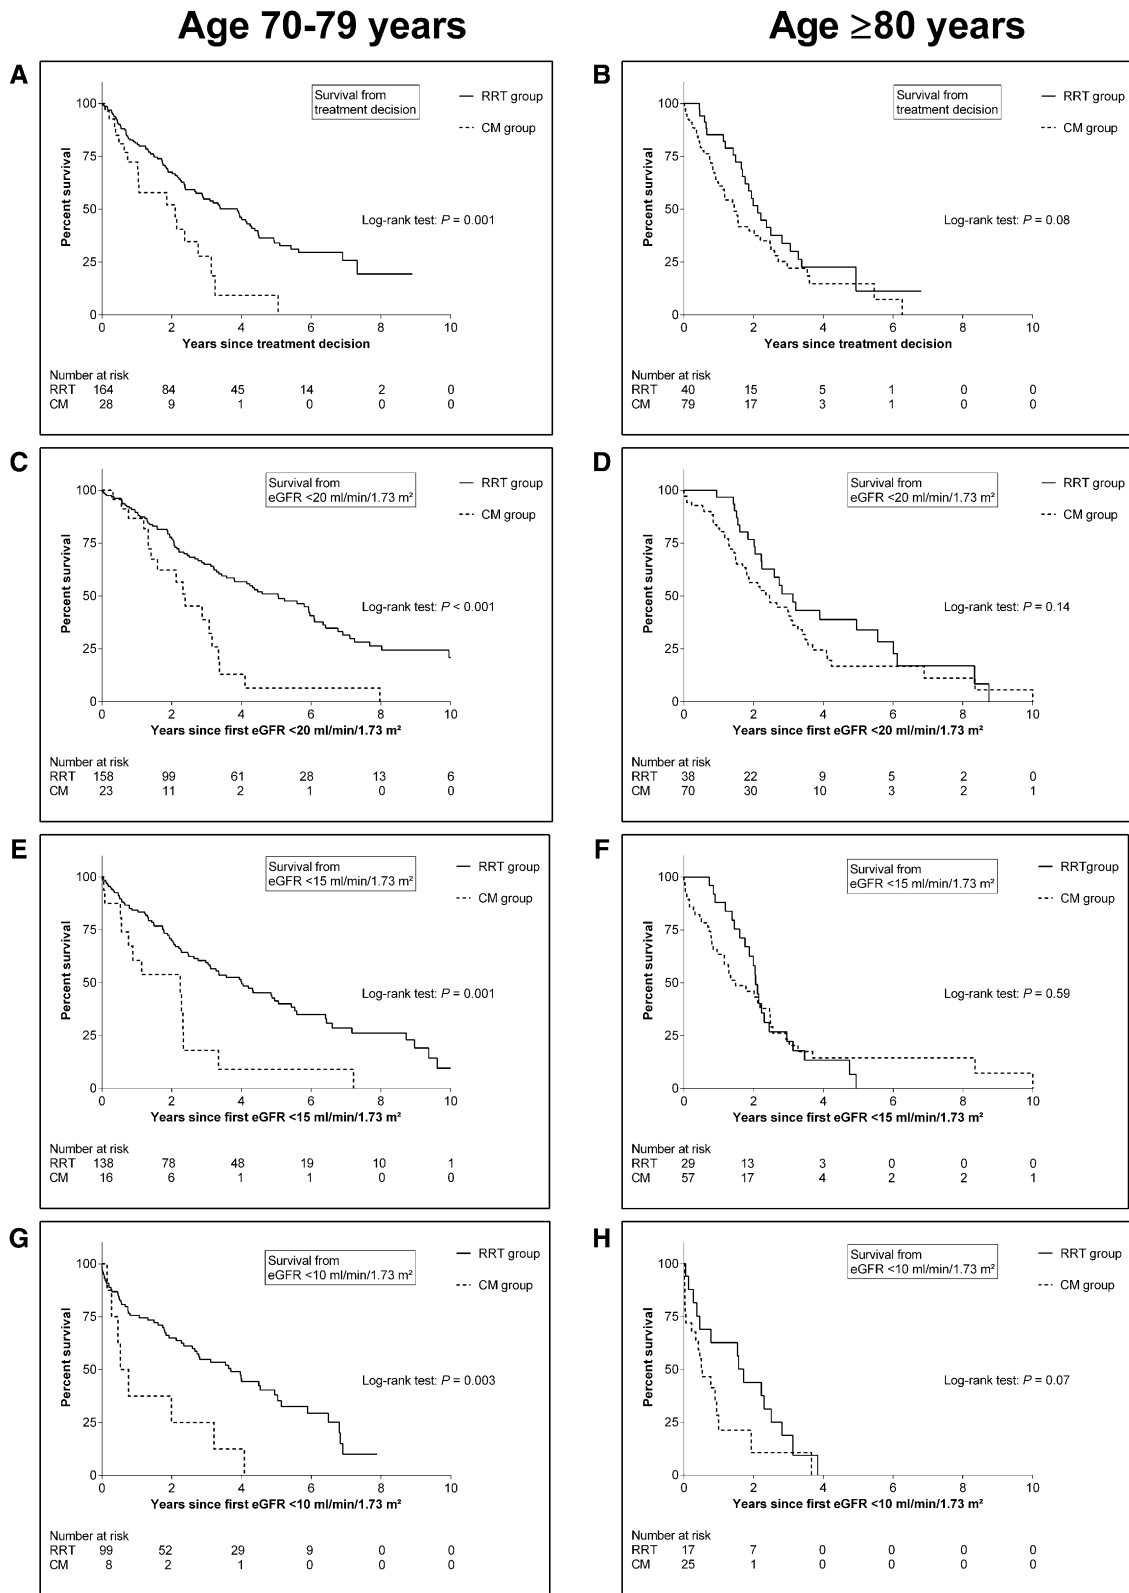 Age 70-79 years
Age ≥80 years
A
Survival from
treatment decision
RRT group
CM group
Percent survival
100
75
50
25
0
Log-rank test: P = 0.001
0 2 4 6 8 10
Years since treatment decision
Number at risk
RRT 164 84 45 14 2 0
CM 28 9 1 0 0 0
B
Survival from
treatment decision
RRT group
CM group
Percent survival
100
75
50
25
0
Log-rank test: P = 0.08
0 2 4 6 8 10
Years since treatment decision
Number at risk
RRT 40 15 5 1 0 0
CM 79 17 3 1 0 0
C
Survival from
eGFR <20 ml/min/1.73 m²
RRT group
CM group
Percent survival
100
75
50
25
0
Log-rank test: P < 0.001
0 2 4 6 8 10
Years since first eGFR <20 ml/min/1.73 m²
Number at risk
RRT 158 99 61 28 13 6
CM 23 11 2 1 0 0
D
Survival from
eGFR <20 ml/min/1.73 m²
RRT group
CM group
Percent survival
100
75
50
25
0
Log-rank test: P = 0.14
0 2 4 6 8 10
Years since first eGFR <20 ml/min/1.73 m²
Number at risk
RRT 38 22 9 5 2 0
CM 70 30 10 3 2 1
E
Survival from
eGFR <15 ml/min/1.73 m²
RRT group
CM group
Percent survival
100
75
50
25
0
Log-rank test: P = 0.001
0 2 4 6 8 10
Years since first eGFR <15 ml/min/1.73 m²
Number at risk
RRT 138 78 48 19 10 1
CM 16 6 1 1 0 0
F
Survival from
eGFR <15 ml/min/1.73 m²
RRTgroup
CM group
Percent survival
100
75
50
25
0
Log-rank test: P = 0.59
0 2 4 6 8 10
Years since first eGFR <15 ml/min/1.73 m²
Number at risk
RRT 29 13 3 0 0 0
CM 57 17 4 2 2 1
G
Survival from
eGFR <10 ml/min/1.73 m²
RRT group
CM group
Percent survival
100
75
50
25
0
Log-rank test: P = 0.003
0 2 4 6 8 10
Years since first eGFR <10 ml/min/1.73 m²
Number at risk
RRT 99 52 29 9 0 0
CM 8 2 1 0 0 0
H
Survival from
eGFR <10 ml/min/1.73 m²
RRT group
CM group
Percent survival
100
75
50
25
0
Log-rank test: P = 0.07
0 2 4 6 8 10
Years since first eGFR <10 ml/min/1.73 m²
Number at risk
RRT 17 7 0 0 0 0
CM 25 1 0 0 0 0